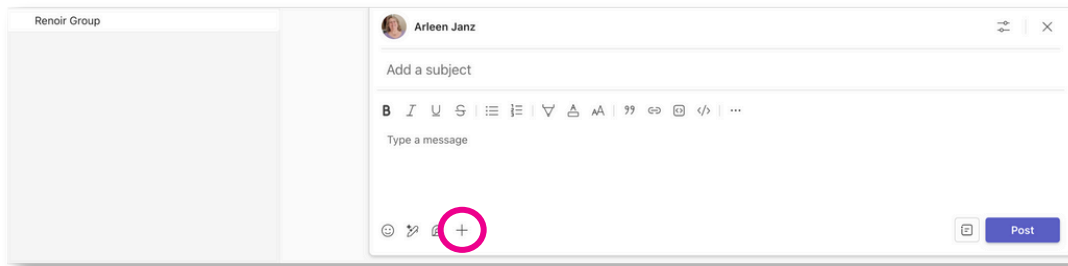 Renoir Group
Arleen Janz
Add a subject
Type a message
Post